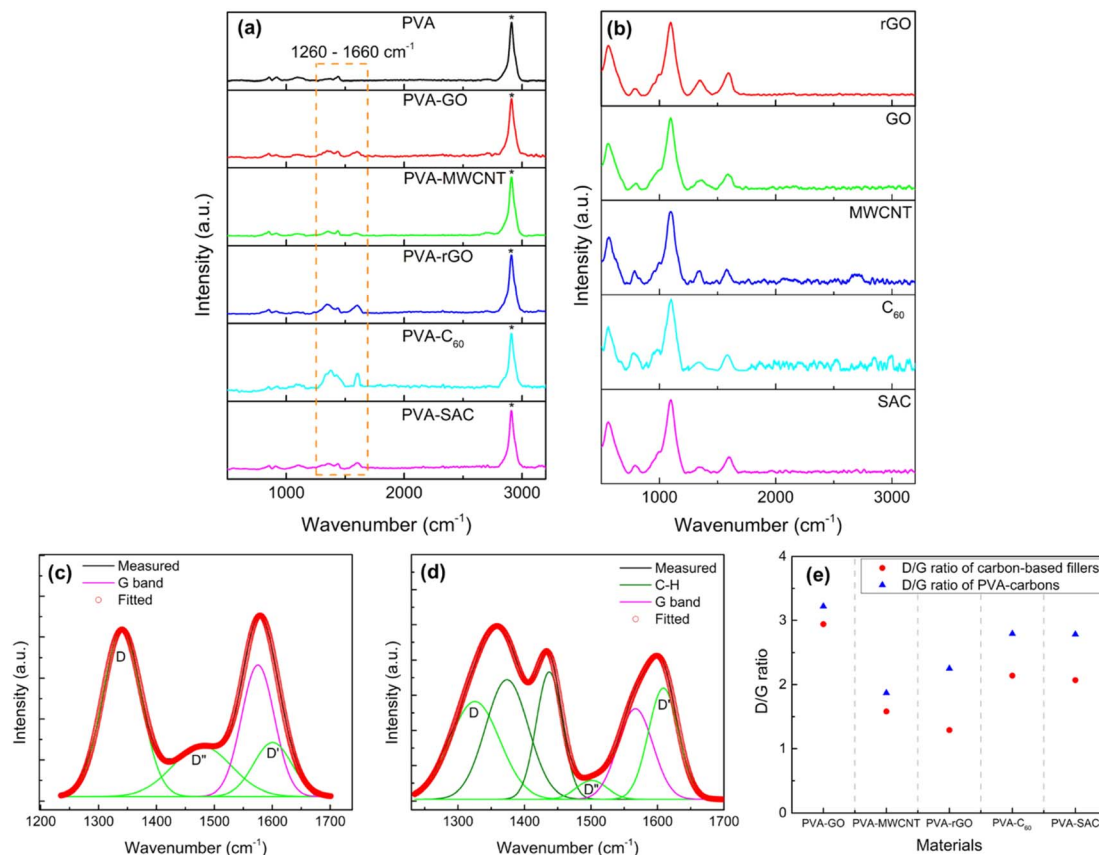 (a)
PVA
1260 - 1660 cm⁻¹
*
PVA-GO
*
PVA-MWCNT
*
PVA-rGO
*
PVA-C₆₀
*
PVA-SAC
*
Intensity (a.u.)
1000 2000 3000
Wavenumber (cm⁻¹)
(b)
rGO
GO
MWCNT
C₆₀
SAC
Intensity (a.u.)
1000 2000 3000
Wavenumber (cm⁻¹)
(c)
Measured
G band
Fitted
D
D"
D'
Intensity (a.u.)
1200 1300 1400 1500 1600 1700
Wavenumber (cm⁻¹)
(d)
Measured
C-H
G band
Fitted
D
D"
D'
Intensity (a.u.)
1300 1400 1500 1600 1700
Wavenumber (cm⁻¹)
(e)
D/G ratio of carbon-based fillers
D/G ratio of PVA-carbons
D/G ratio
4
3
2
1
0
PVA-GO PVA-MWCNT PVA-rGO PVA-C₆₀ PVA-SAC
Materials